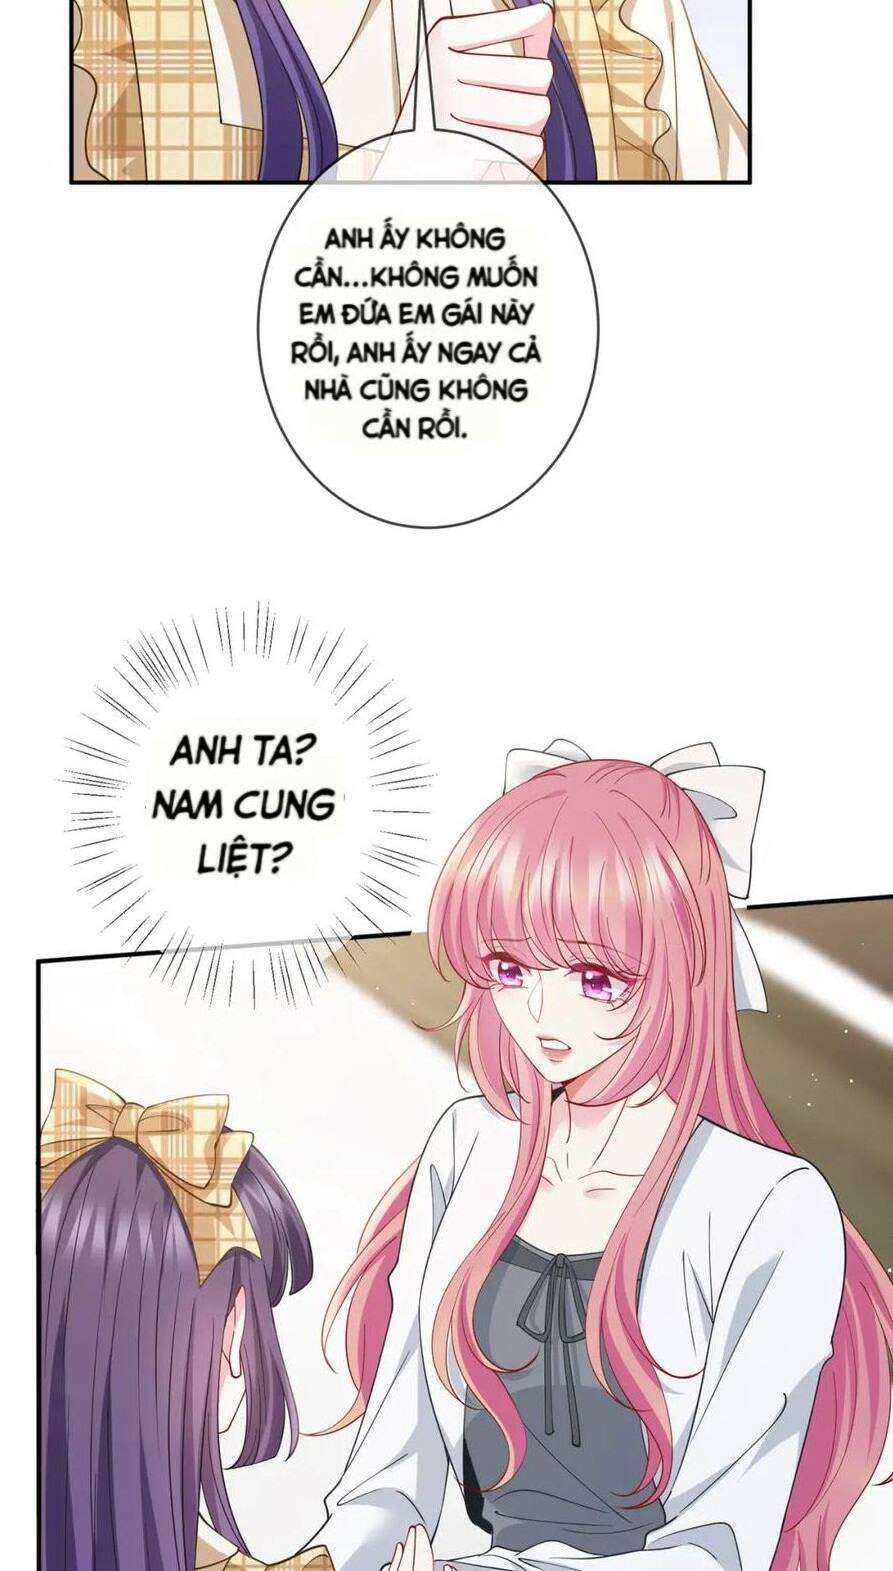 ANH ẤY KHÔNG
CẦN...KHÔNG MUỐN
EM ĐỨA EM GÁI NÀY
RỒI, ANH ẤY NGAY CẢ
NHÀ CŨNG KHÔNG
CẦN RỒI.
ANH TA?
NAM CUNG
LIỆT?